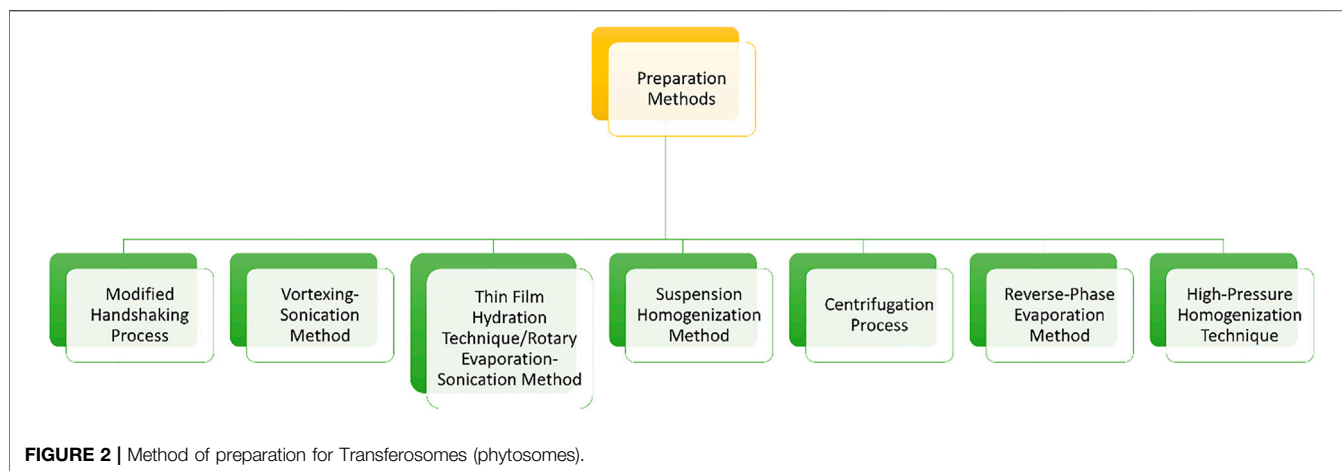 Preparation
Methods
Modified
Handshaking
Process
Vortexing-
Sonication
Method
Thin Film
Hydration
Technique/Rotary
Evaporation-
Sonication Method
Suspension
Homogenization
Method
Centrifugation
Process
Reverse-Phase
Evaporation
Method
High-Pressure
Homogenization
Technique
FIGURE 2 | Method of preparation for Transferosomes (phytosomes).